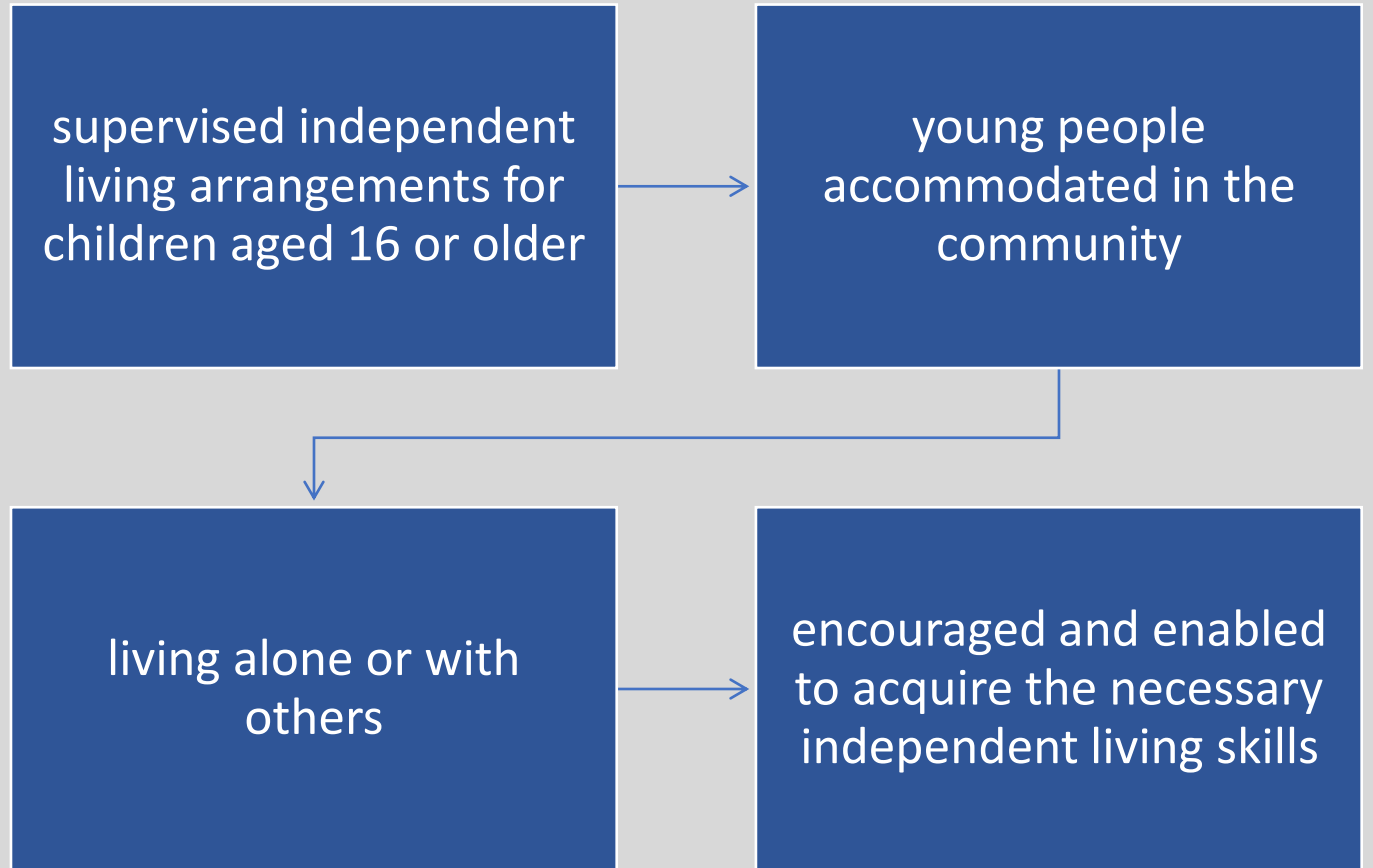 supervised independent
living arrangements for
children aged 16 or older
young people
accommodated in the
community
living alone or with
others
encouraged and enabled
to acquire the necessary
independent living skills